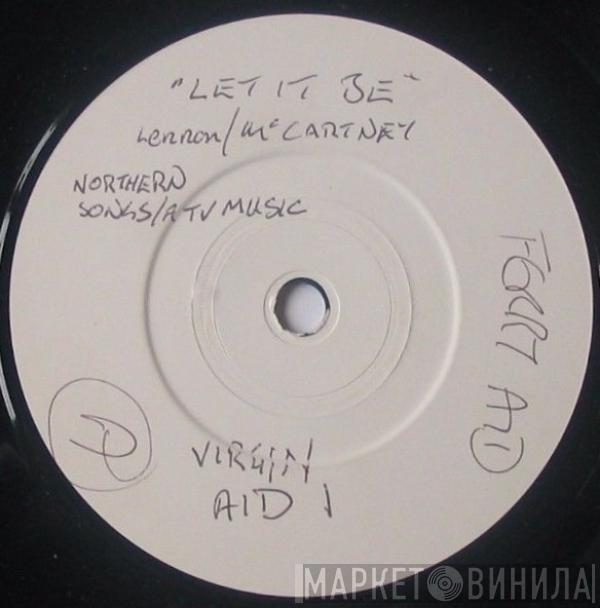 "LET IT BE"
Lennon/McCARTNEY
NORTHERN
SONGS/ATV MUSIC
FERRY AID
A
VIRGIN
AID 1
МАРКЕТ ВИНИЛА